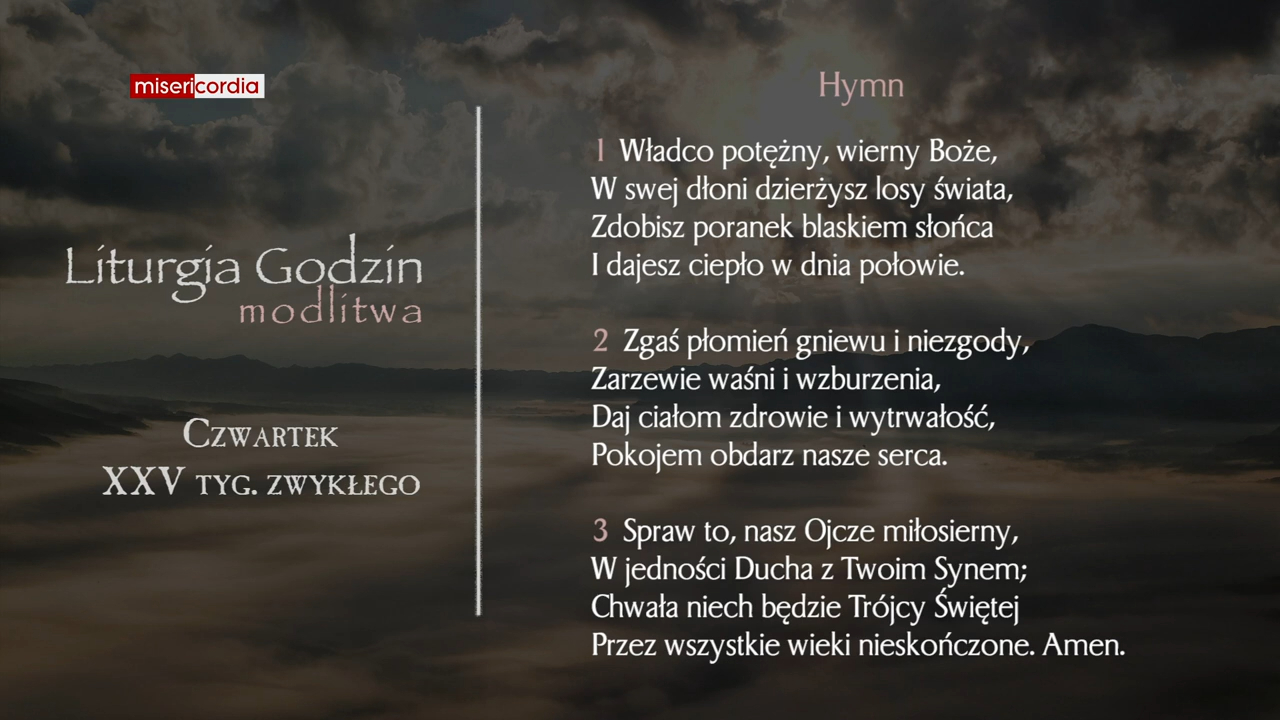 misericordia
Liturgia Godzin
modlitwa
Czwartek
XXV tyg. zwykłego
Hymn
1 Władco potężny, wierny Boże,
W swej dłoni dzierżysz losy świata,
Zdobisz poranek blaskiem słońca
I dajesz ciepło w dnia połowie.
2 Zgaś płomień gniewu i niezgody,
Zarzewie waśni i wzburzenia,
Daj ciałom zdrowie i wytrwałość,
Pokojem obdarz nasze serca.
3 Spraw to, nasz Ojcze miłosierny,
W jedności Ducha z Twoim Synem;
Chwała niech będzie Trójcy Świętej
Przez wszystkie wieki nieskończone. Amen.